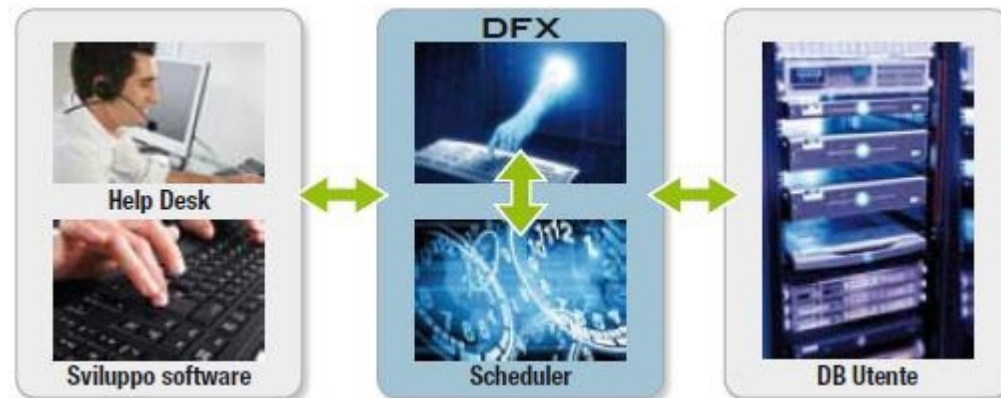 DFX
Help Desk
Sviluppo software
Scheduler
DB Utente